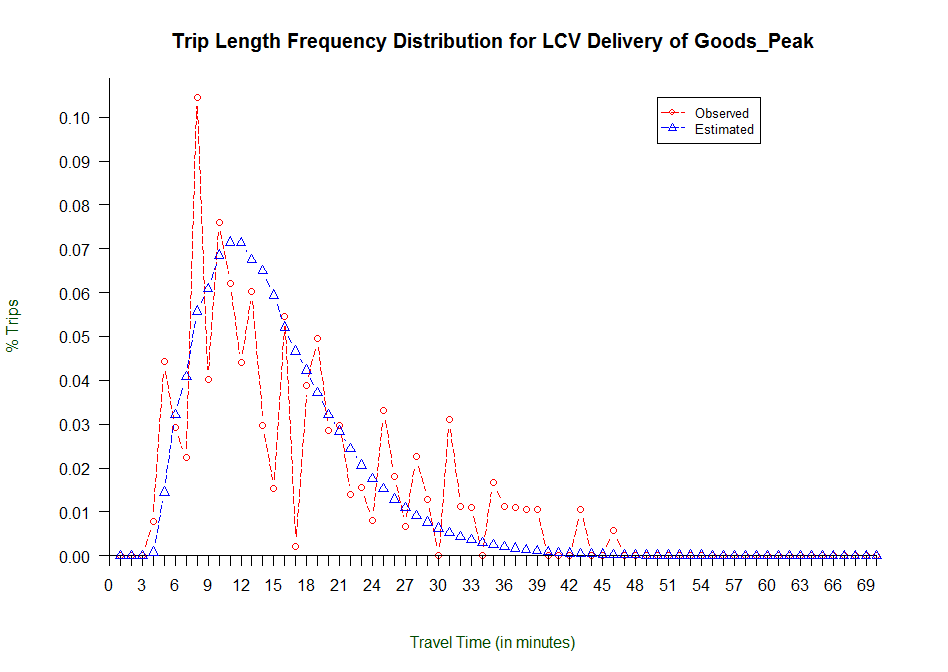 Trip Length Frequency Distribution for LCV Delivery of Goods_Peak
Observed
Estimated
0.10
0.09
0.08
0.07
0.06
0.05
0.04
0.03
0.02
0.01
0.00
% Trips
0 3 6 9 12 15 18 21 24 27 30 33 36 39 42 45 48 51 54 57 60 63 66 69
Travel Time (in minutes)